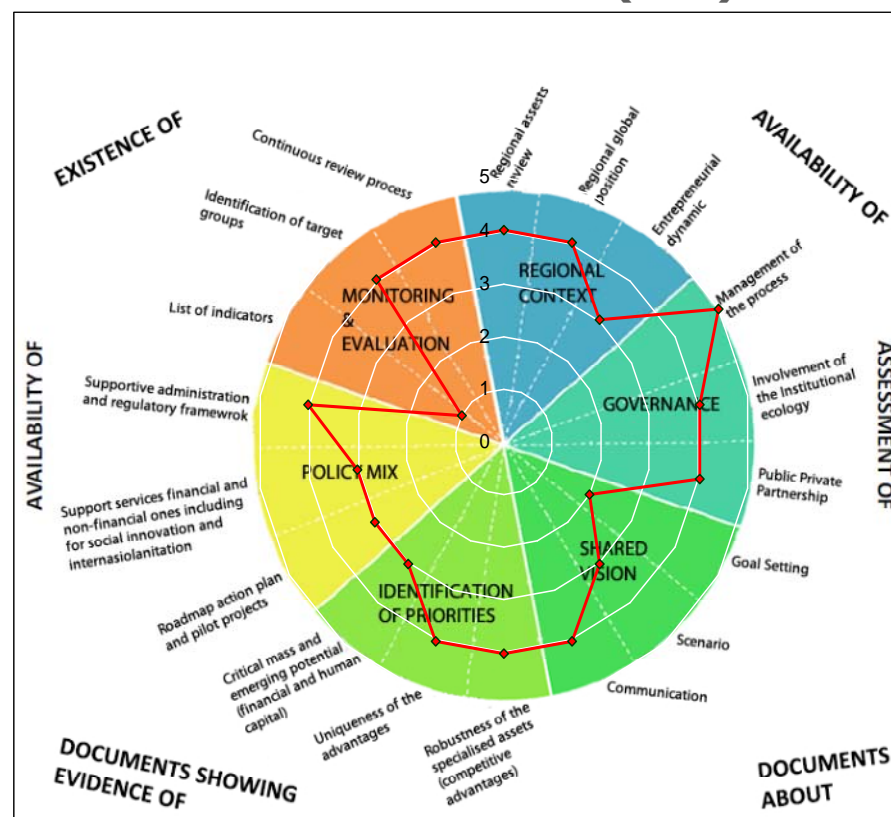 EXISTENCE OF
Continuous review process
Identification of target
groups
List of indicators
Regional assests
review
Regional global
position
Entrepreneurial
dynamic
AVAILABILITY OF
Management of
the process
Involvement of
the Institutional
ecology
Public Private
Partnership
ASSESSMENT OF
Goal Setting
Scenario
Communication
DOCUMENTS
ABOUT
Robustness of the
specialised assets
(competitive
advantages)
Uniqueness of the
advantages
Critical mass and
emerging potential
(financial and human
capital)
DOCUMENTS SHOWING
EVIDENCE OF
Roadmap action plan
and pilot projects
Support services financial and
non-financial ones including
for social innovation and
internasiolanitation
Supportive administration
and regulatory framewrok
AVAILABILITY OF
5
4
3
2
1
0
REGIONAL
CONTEXT
GOVERNANCE
SHARED
VISION
IDENTIFICATION
OF PRIORITIES
POLICY MIX
MONITORING
&
EVALUATION